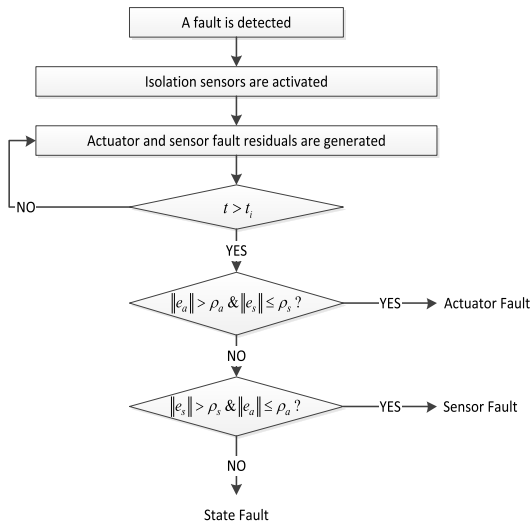 A fault is detected
Isolation sensors are activated
Actuator and sensor fault residuals are generated
t > t_i
NO
YES
‖e_a‖ > ρ_a & ‖e_s‖ ≤ ρ_s ?
YES
Actuator Fault
NO
‖e_s‖ > ρ_s & ‖e_a‖ ≤ ρ_a ?
YES
Sensor Fault
NO
State Fault